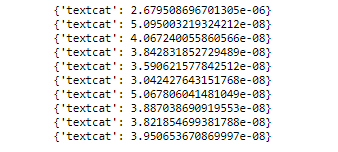 {'textcat': 2.679508696701305e-06}
{'textcat': 5.095003219324212e-08}
{'textcat': 4.067240055860566e-08}
{'textcat': 3.842831852729489e-08}
{'textcat': 3.590621577842512e-08}
{'textcat': 3.042427643151768e-08}
{'textcat': 5.067806041481049e-08}
{'textcat': 3.887038690919553e-08}
{'textcat': 3.821854699381788e-08}
{'textcat': 3.950653670869997e-08}